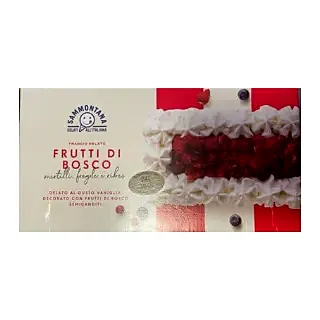 SAMMONTANA
GELATI ALL'ITALIANA
TRANCIO GELATO
FRUTTI DI
BOSCO
mirtilli, fragole e ribes
GELATO AL GUSTO VANIGLIA
DECORATO CON FRUTTI DI BOSCO
SEMICANDITI